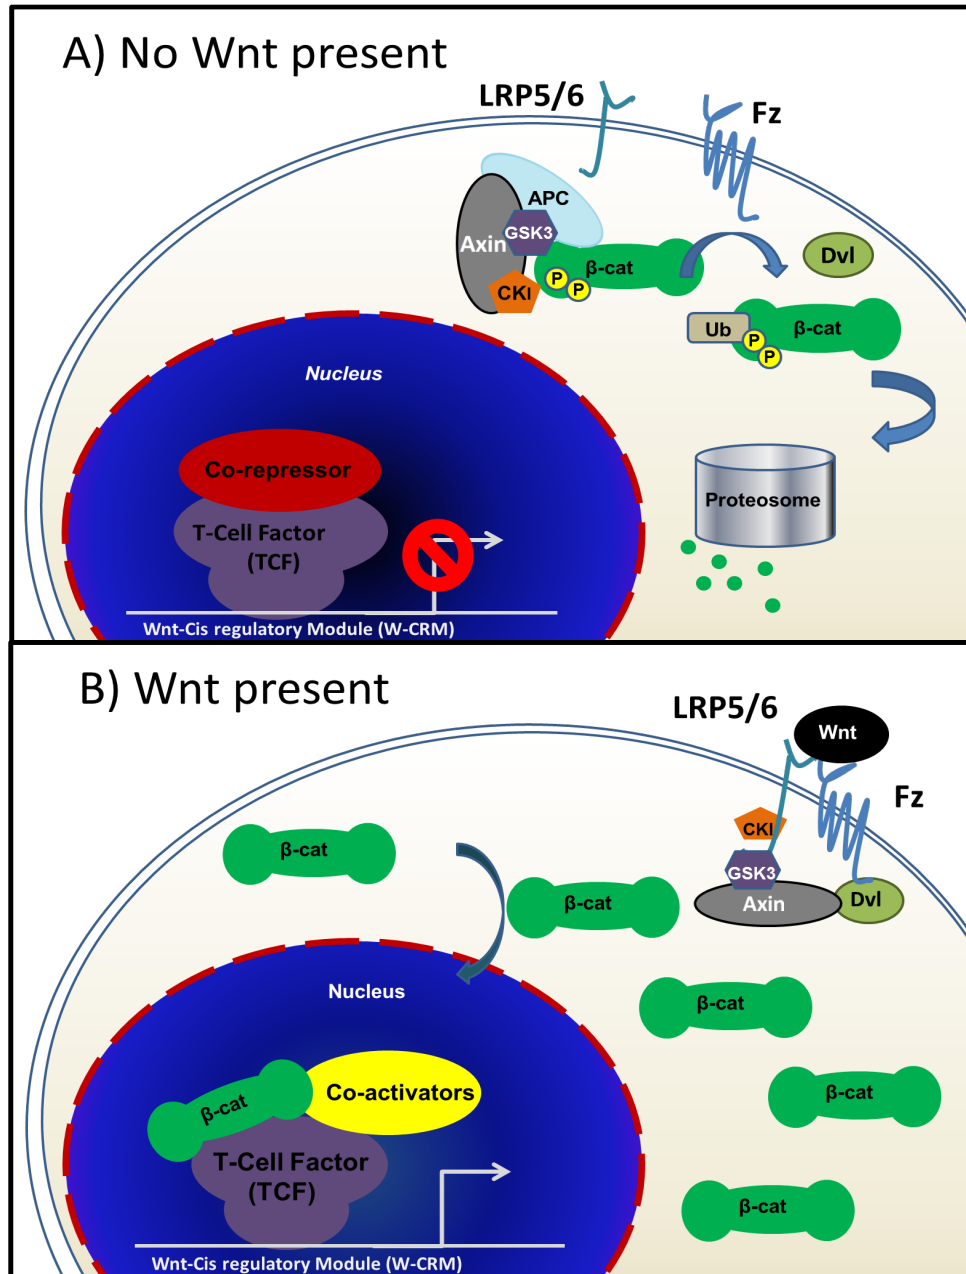 A) No Wnt present
LRP5/6
Fz
APC
GSK3
Axin
β-cat
Dvl
P
P
CKI
Ub
β-cat
P
P
Nucleus
Co-repressor
Proteosome
T-Cell Factor
(TCF)
Wnt-Cis regulatory Module (W-CRM)
B) Wnt present
LRP5/6
Wnt
Fz
CKI
β-cat
GSK3
β-cat
Axin
Dvl
Nucleus
β-cat
Co-activators
β-cat
β-cat
T-Cell Factor
(TCF)
β-cat
Wnt-Cis regulatory Module (W-CRM)